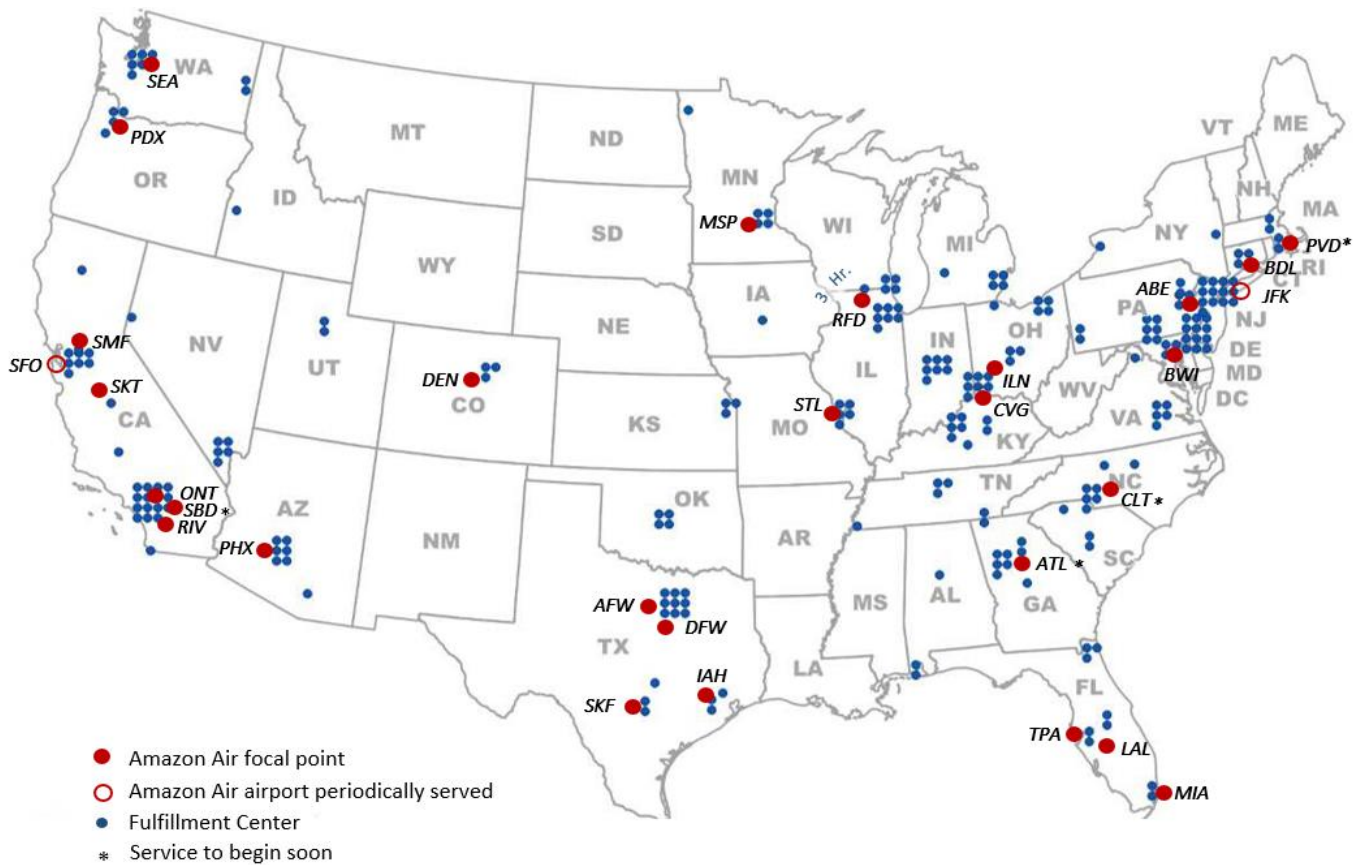 WA
SEA
PDX
OR
ID
MT
ND
MN
MSP
WI
MI
VT
ME
NH
NY
MA
PVD*
BDL
RI
CT
WY
SD
3 Hr.
RFD
IA
ABE
PA
JFK
NJ
SMF
SFO
SKT
CA
NV
UT
DEN
CO
NE
KS
STL
MO
IL
IN
OH
ILN
CVG
KY
WV
BWI
DE
MD
DC
VA
ONT
SBD *
RIV
AZ
PHX
NM
OK
AR
TN
NC
CLT *
SC
ATL *
GA
AFW
DFW
TX
IAH
SKF
LA
MS
AL
FL
TPA
LAL
MIA
Amazon Air focal point
Amazon Air airport periodically served
Fulfillment Center
* Service to begin soon